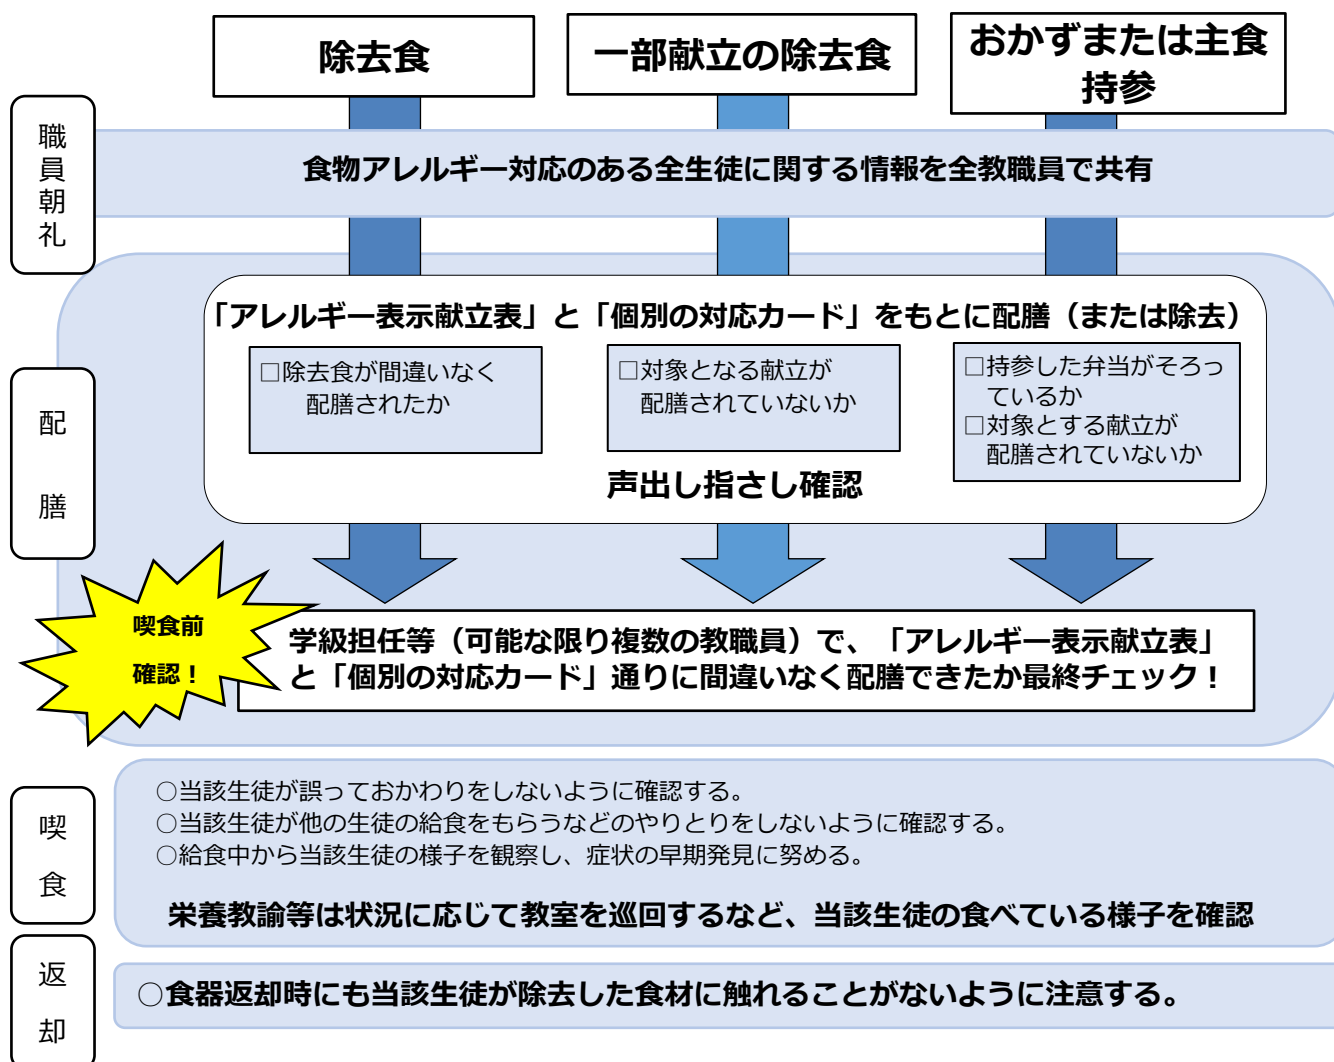 除去食
一部献立の除去食
おかずまたは主食
持参
職員朝礼
食物アレルギー対応のある全生徒に関する情報を全教職員で共有
配膳
「アレルギー表示献立表」と「個別の対応カード」をもとに配膳（または除去）
□除去食が間違いなく
配膳されたか
□対象となる献立が
配膳されていないか
□持参した弁当がそろっ
ているか
□対象とする献立が
配膳されていないか
声出し指さし確認
喫食前
確認！
学級担任等（可能な限り複数の教職員）で、「アレルギー表示献立表」
と「個別の対応カード」通りに間違いなく配膳できたか最終チェック！
喫食
○当該生徒が誤っておかわりをしないように確認する。
○当該生徒が他の生徒の給食をもらうなどのやりとりをしないように確認する。
○給食中から当該生徒の様子を観察し、症状の早期発見に努める。
栄養教諭等は状況に応じて教室を巡回するなど、当該生徒の食べている様子を確認
返却
○食器返却時にも当該生徒が除去した食材に触れることがないように注意する。